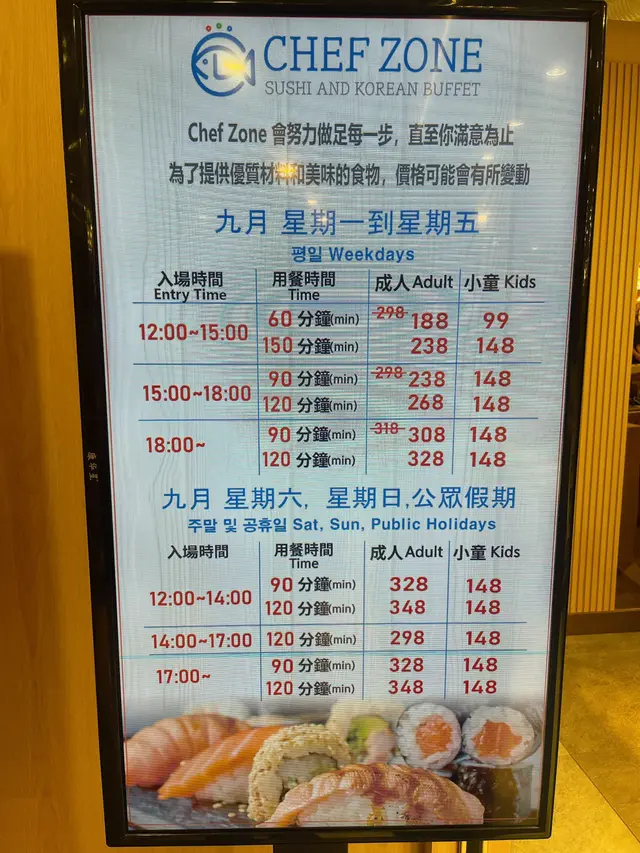 CHEF ZONE
SUSHI AND KOREAN BUFFET
Chef Zone 會努力做足每一步，直至你滿意為止
為了提供優質材料和美味的食物，價格可能會有所變動
九月 星期一到星期五
평일 Weekdays
入場時間 用餐時間 成人 Adult 小童 Kids
Entry Time Time
12:00~15:00 60 分鐘(min) 298 188 99
150 分鐘(min) 238 148
15:00~18:00 90 分鐘(min) 298 238 148
120 分鐘(min) 268 148
18:00~ 90 分鐘(min) 318 308 148
120 分鐘(min) 328 148
九月 星期六, 星期日,公眾假期
주말 및 공휴일 Sat, Sun, Public Holidays
入場時間 用餐時間 成人 Adult 小童 Kids
Time
12:00~14:00 90 分鐘(min) 328 148
120 分鐘(min) 348 148
14:00~17:00 120 分鐘(min) 298 148
17:00~ 90 分鐘(min) 328 148
120 分鐘(min) 348 148